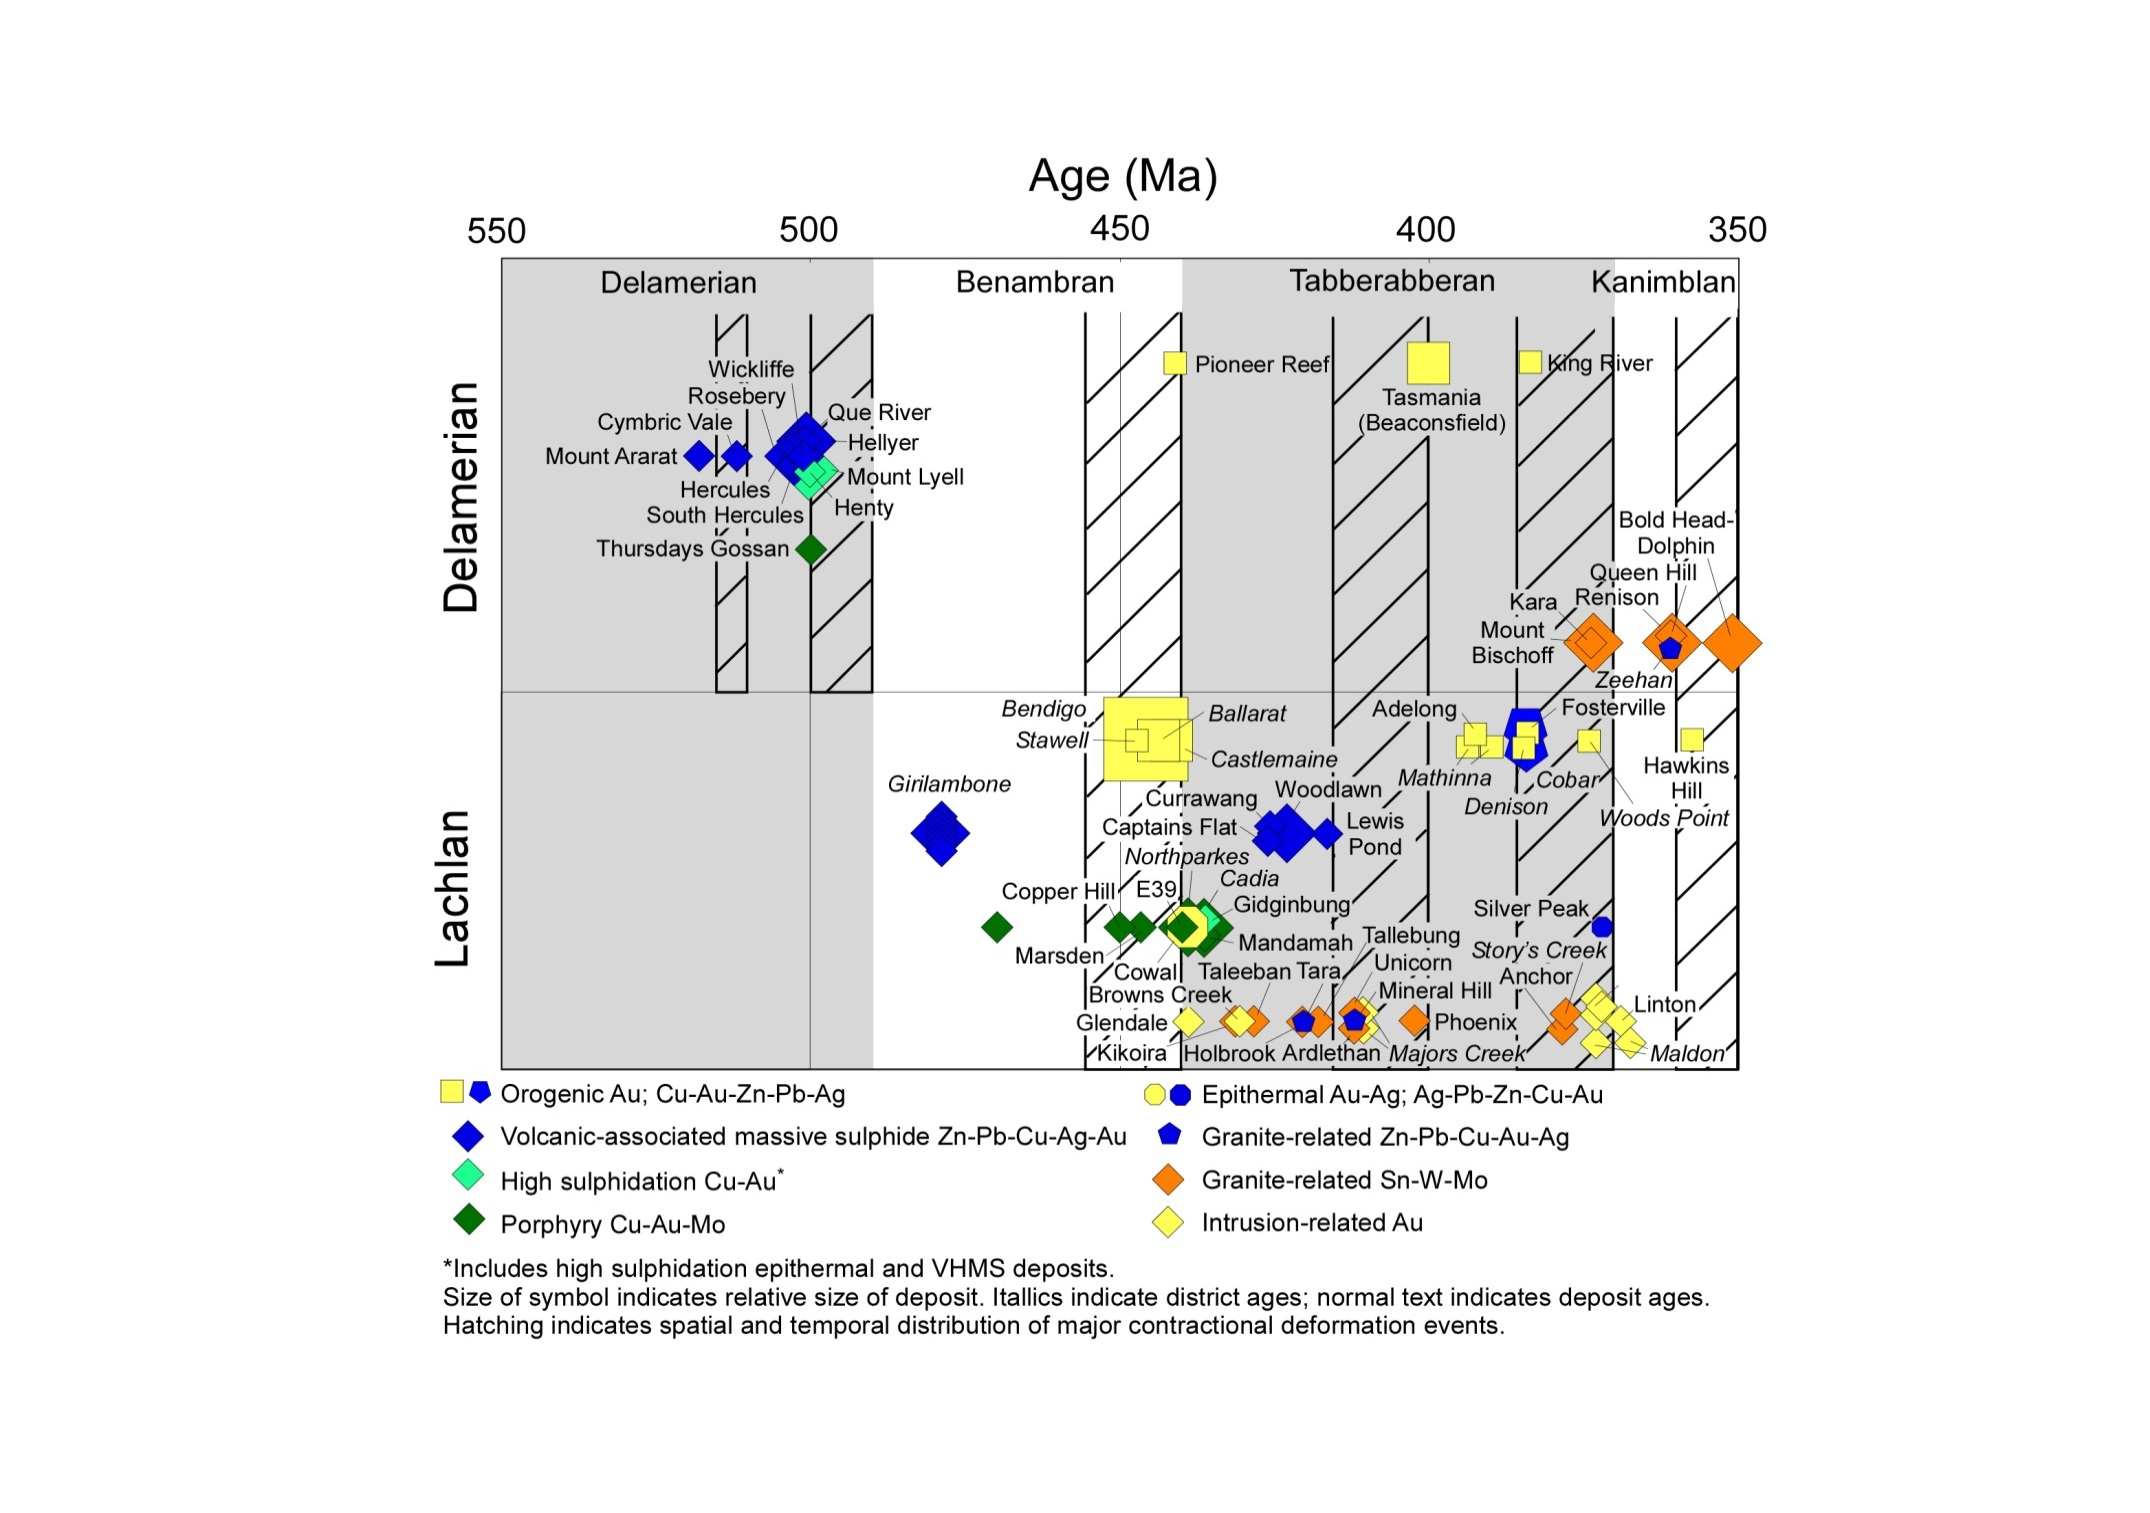 Age (Ma)
550 500 450 400 350
Delamerian Benambran Tabberabberan Kanimblan
Delamerian
Pioneer Reef King River
Wickliffe
Rosebery
Tasmania
(Beaconsfield)
Cymbric Vale
Que River
Hellyer
Mount Ararat
Mount Lyell
Hercules
Henty
South Hercules
Thursdays Gossan
Bold Head-
Dolphin
Queen Hill
Renison
Kara
Mount
Bischoff
Zeehan
Lachlan
Bendigo
Ballarat
Stawell
Castlemaine
Adelong
Fosterville
Mathinna
Cobar
Denison
Hawkins
Hill
Woods Point
Girilambone
Currawang
Woodlawn
Captains Flat
Lewis
Pond
Northparkes
Cadia
Copper Hill
E39
Gidginbung
Marsden
Mandamah
Cowal
Silver Peak
Tallebung
Story's Creek
Taleeban
Tara
Unicorn
Anchor
Browns Creek
Mineral Hill
Linton
Glendale
Phoenix
Kikoira
Holbrook
Ardlethan
Majors Creek
Maldon
Orogenic Au; Cu-Au-Zn-Pb-Ag
Epithermal Au-Ag; Ag-Pb-Zn-Cu-Au
Volcanic-associated massive sulphide Zn-Pb-Cu-Ag-Au
Granite-related Zn-Pb-Cu-Au-Ag
High sulphidation Cu-Au*
Granite-related Sn-W-Mo
Porphyry Cu-Au-Mo
Intrusion-related Au
*Includes high sulphidation epithermal and VHMS deposits.
Size of symbol indicates relative size of deposit. Itallics indicate district ages; normal text indicates deposit ages.
Hatching indicates spatial and temporal distribution of major contractional deformation events.